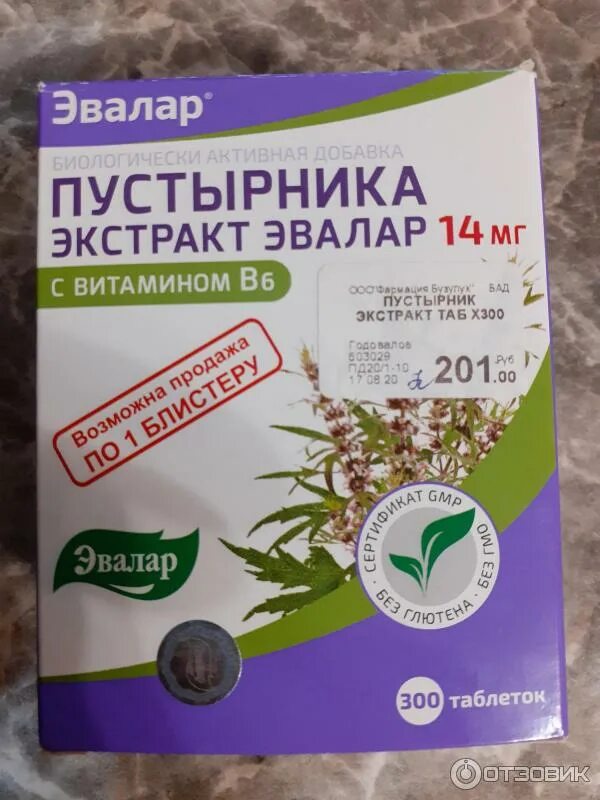 Эвалар®
БИОЛОГИЧЕСКИ АКТИВНАЯ ДОБАВКА
ПУСТЫРНИКА
ЭКСТРАКТ ЭВАЛАР 14 мг
С ВИТАМИНОМ В6
ООО"Фармация Бузулук" БАД
ПУСТЫРНИК
ЭКСТРАКТ ТАБ Х300
Годовалов
603029
ПД20/1-10
17 08 20
201.00 Руб
Возможна продажа
ПО 1 БЛИСТЕРУ
Эвалар
СЕРТИФИКАТ GMP · БЕЗ ГМО · БЕЗ ГЛЮТЕНА ·
300 таблеток
ОТЗОВИК